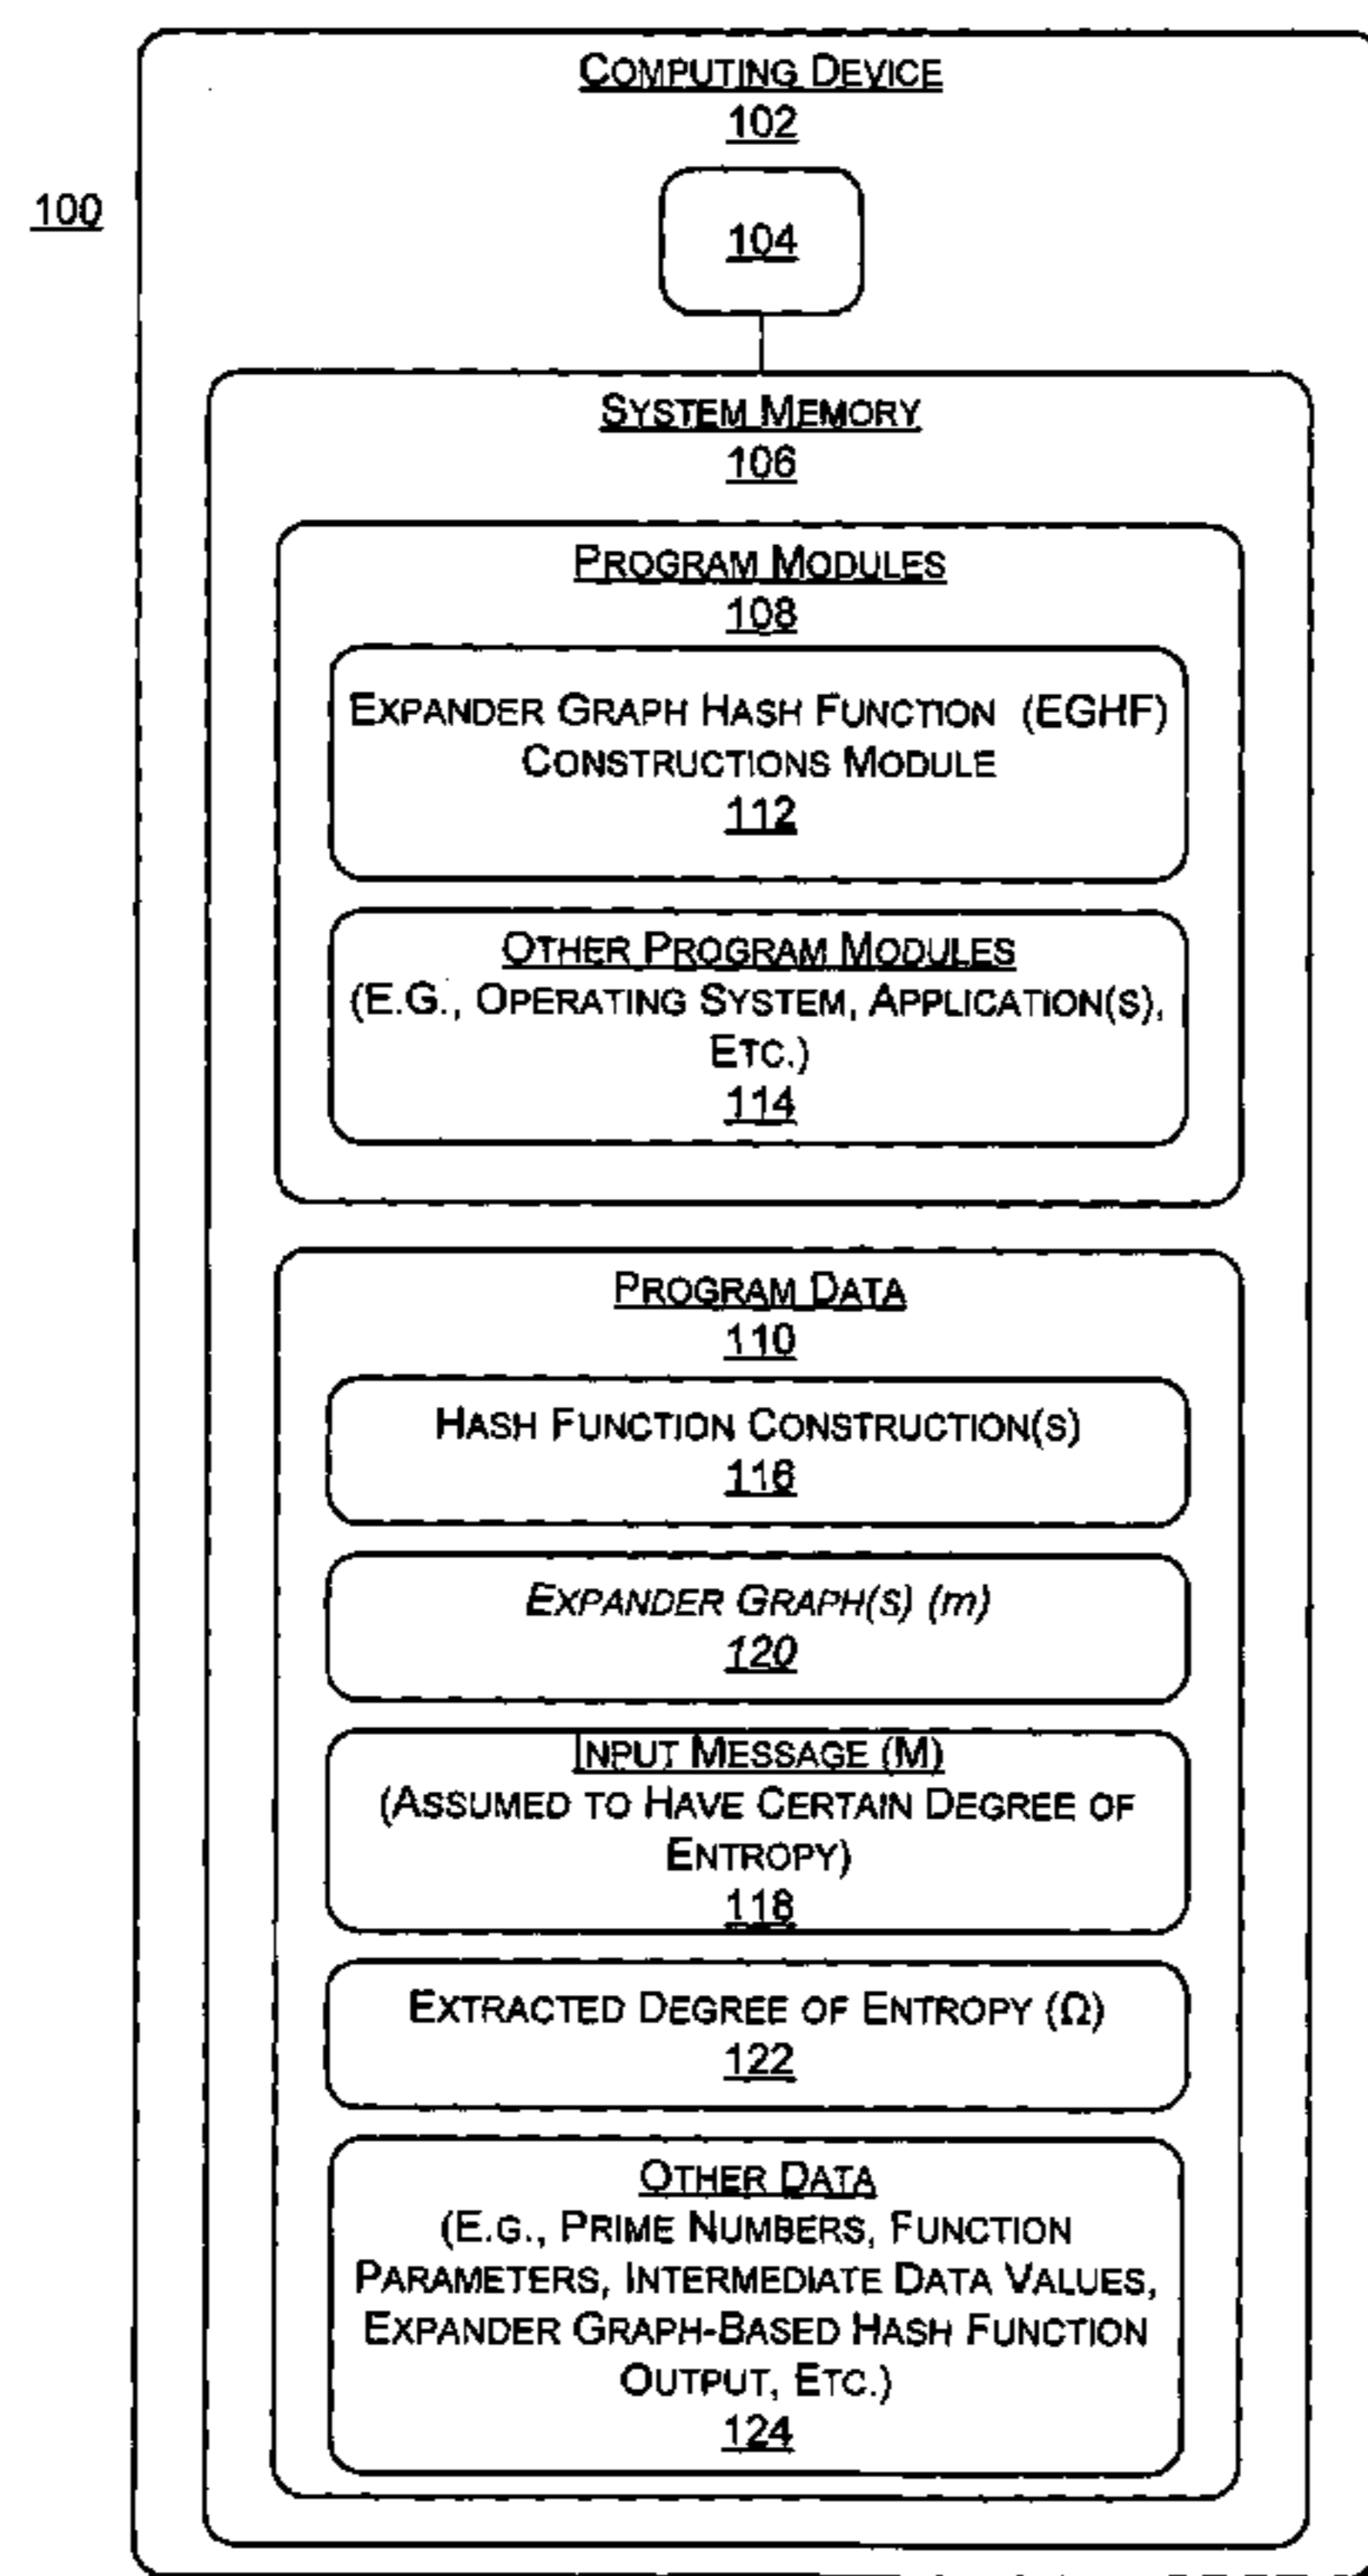 COMPUTING DEVICE
102
100
104
SYSTEM MEMORY
106
PROGRAM MODULES
108
EXPANDER GRAPH HASH FUNCTION (EGHF)
CONSTRUCTIONS MODULE
112
OTHER PROGRAM MODULES
(E.G., OPERATING SYSTEM, APPLICATION(S),
ETC.)
114
PROGRAM DATA
110
HASH FUNCTION CONSTRUCTION(S)
116
EXPANDER GRAPH(S) (m)
120
INPUT MESSAGE (M)
(ASSUMED TO HAVE CERTAIN DEGREE OF
ENTROPY)
118
EXTRACTED DEGREE OF ENTROPY (Ω)
122
OTHER DATA
(E.G., PRIME NUMBERS, FUNCTION
PARAMETERS, INTERMEDIATE DATA VALUES,
EXPANDER GRAPH-BASED HASH FUNCTION
OUTPUT, ETC.)
124